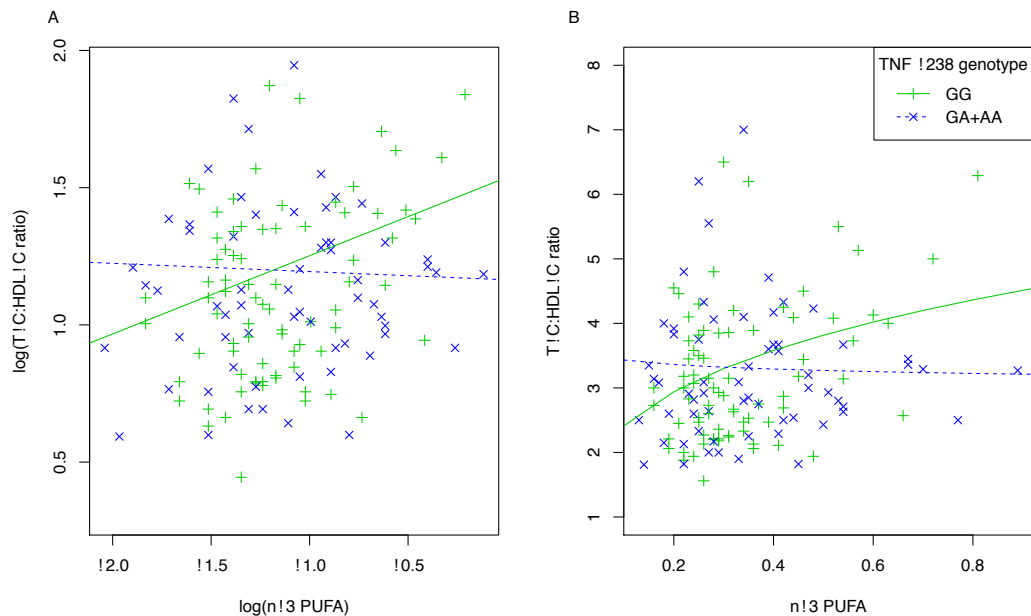 A
B
log(T !C:HDL! C ratio)
2.0
1.5
1.0
0.5
!2.0
!1.5
!1.0
!0.5
log(n!3 PUFA)
T!C:HDL!C ratio
8
7
6
5
4
3
2
1
0.2
0.4
0.6
0.8
n!3 PUFA
TNF !238 genotype
GG
GA+AA